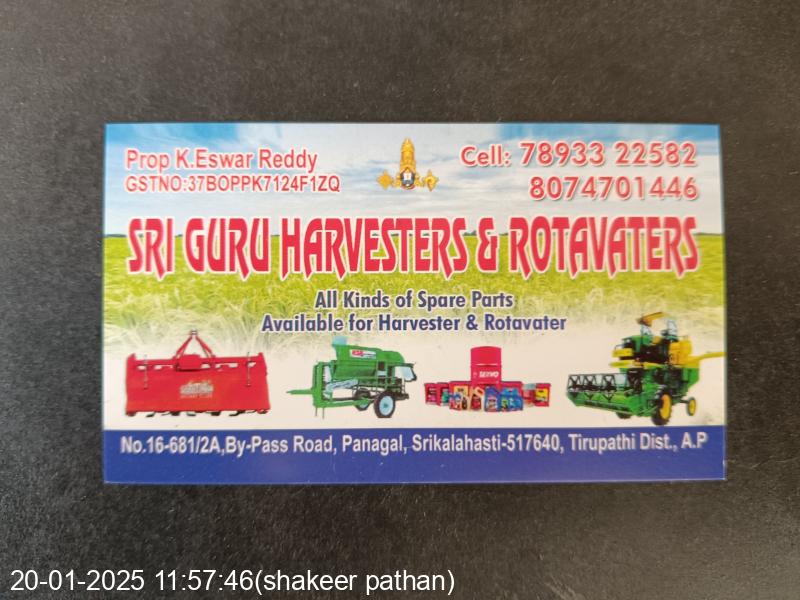 Prop K.Eswar Reddy
GSTNO:37BOPPK7124F1ZQ
Cell: 78933 22582
8074701446
SRI GURU HARVESTERS & ROTAVATERS
All Kinds of Spare Parts
Available for Harvester & Rotavater
SERVO
No.16-681/2A,By-Pass Road, Panagal, Srikalahasti-517640, Tirupathi Dist., A.P
20-01-2025 11:57:46(shakeer pathan)